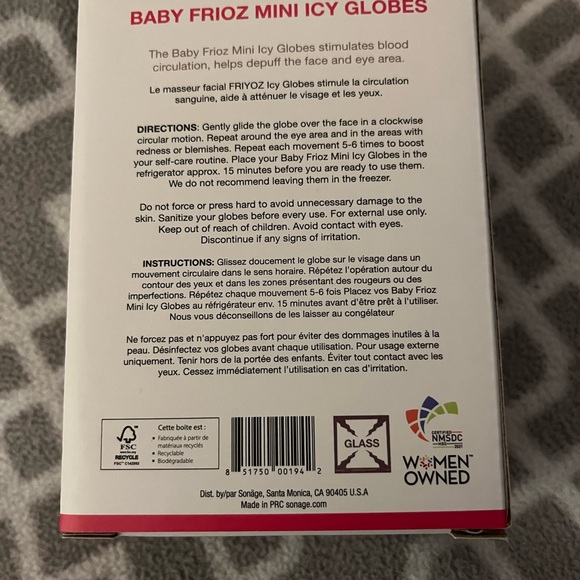 BABY FRIOZ MINI ICY GLOBES
The Baby Frioz Mini Icy Globes stimulates blood
circulation, helps depuff the face and eye area.
Le masseur facial FRIYOZ Icy Globes stimule la circulation
sanguine, aide à atténuer le visage et les yeux.
DIRECTIONS: Gently glide the globe over the face in a clockwise
circular motion. Repeat around the eye area and in the areas with
redness or blemishes. Repeat each movement 5-6 times to boost
your self-care routine. Place your Baby Frioz Mini Icy Globes in the
refrigerator approx. 15 minutes before you are ready to use them.
We do not recommend leaving them in the freezer.
Do not force or press hard to avoid unnecessary damage to the
skin. Sanitize your globes before every use. For external use only.
Keep out of reach of children. Avoid contact with eyes.
Discontinue if any signs of irritation.
INSTRUCTIONS: Glissez doucement le globe sur le visage dans un
mouvement circulaire dans le sens horaire. Répétez l'opération autour du
contour des yeux et dans les zones présentant des rougeurs ou des
imperfections. Répétez chaque mouvement 5-6 fois Placez vos Baby Frioz
Mini Icy Globes au réfrigérateur env. 15 minutes avant d'être prêt à l'utiliser.
Nous vous déconseillons de les laisser au congélateur
Ne forcez pas et n'appuyez pas fort pour éviter des dommages inutiles à la
peau. Désinfectez vos globes avant chaque utilisation. Pour usage externe
uniquement. Tenir hors de la portée des enfants. Éviter tout contact avec les
yeux. Cessez immédiatement l'utilisation en cas d'irritation.
FSC
www.fsc.org
RECYCLE
FSC™ C142992
Cette boite est :
• Fabriquée à partir de
matériaux recyclés
• Recyclable
• Biodégradable
8 51750 00194 2
GLASS
CERTIFIED
NMSDC
MBE
2021
WOMEN™
OWNED
Dist. by/par Sonäge, Santa Monica, CA 90405 U.S.A
Made in PRC sonage.com